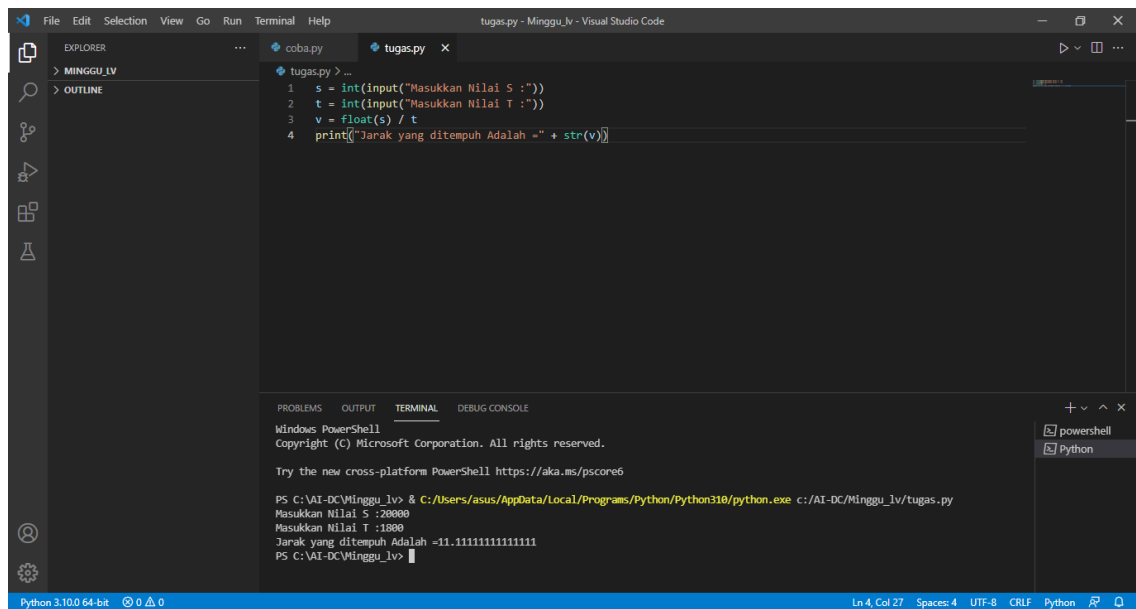 File Edit Selection View Go Run Terminal Help
tugas.py - Minggu_lv - Visual Studio Code
EXPLORER
MINGGU_LV
OUTLINE
coba.py
tugas.py
tugas.py > ...
1 s = int(input("Masukkan Nilai S :"))
2 t = int(input("Masukkan Nilai T :"))
3 v = float(s) / t
4 print("Jarak yang ditempuh Adalah =" + str(v))
PROBLEMS OUTPUT TERMINAL DEBUG CONSOLE
Windows PowerShell
Copyright (C) Microsoft Corporation. All rights reserved.
Try the new cross-platform PowerShell https://aka.ms/pscore6
PS C:\AI-DC\Minggu_lv> & C:/Users/asus/AppData/Local/Programs/Python/Python310/python.exe c:/AI-DC/Minggu_lv/tugas.py
Masukkan Nilai S :20000
Masukkan Nilai T :1800
Jarak yang ditempuh Adalah =11.11111111111111
PS C:\AI-DC\Minggu_lv>
powershell
Python
Python 3.10.0 64-bit 0 0
Ln 4, Col 27 Spaces: 4 UTF-8 CRLF Python